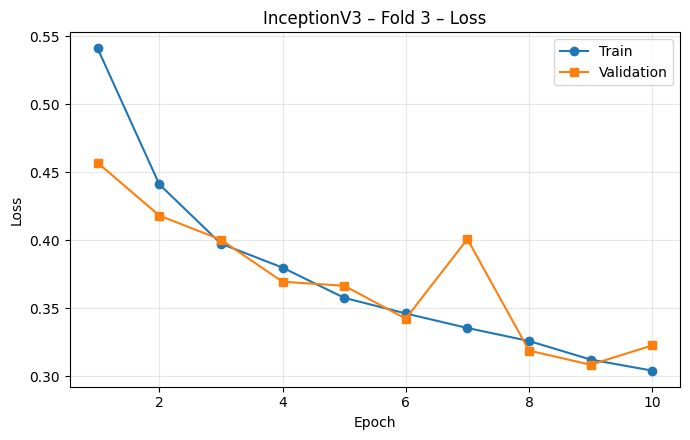 InceptionV3 – Fold 3 – Loss
Train
Validation
Loss
0.55
0.50
0.45
0.40
0.35
0.30
2 4 6 8 10
Epoch